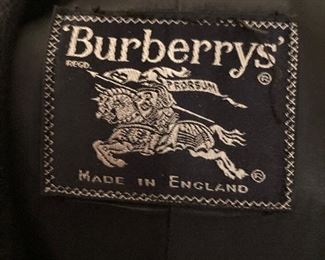 Burberrys®
REGD.
PRORSUM
MADE IN ENGLAND
®